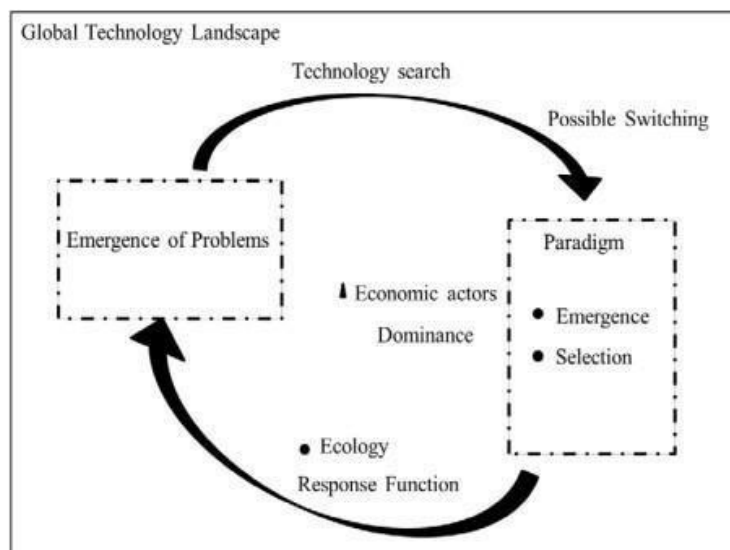 Global Technology Landscape
Technology search
Possible Switching
Emergence of Problems
Paradigm
Economic actors
Dominance
Emergence
Selection
Ecology
Response Function